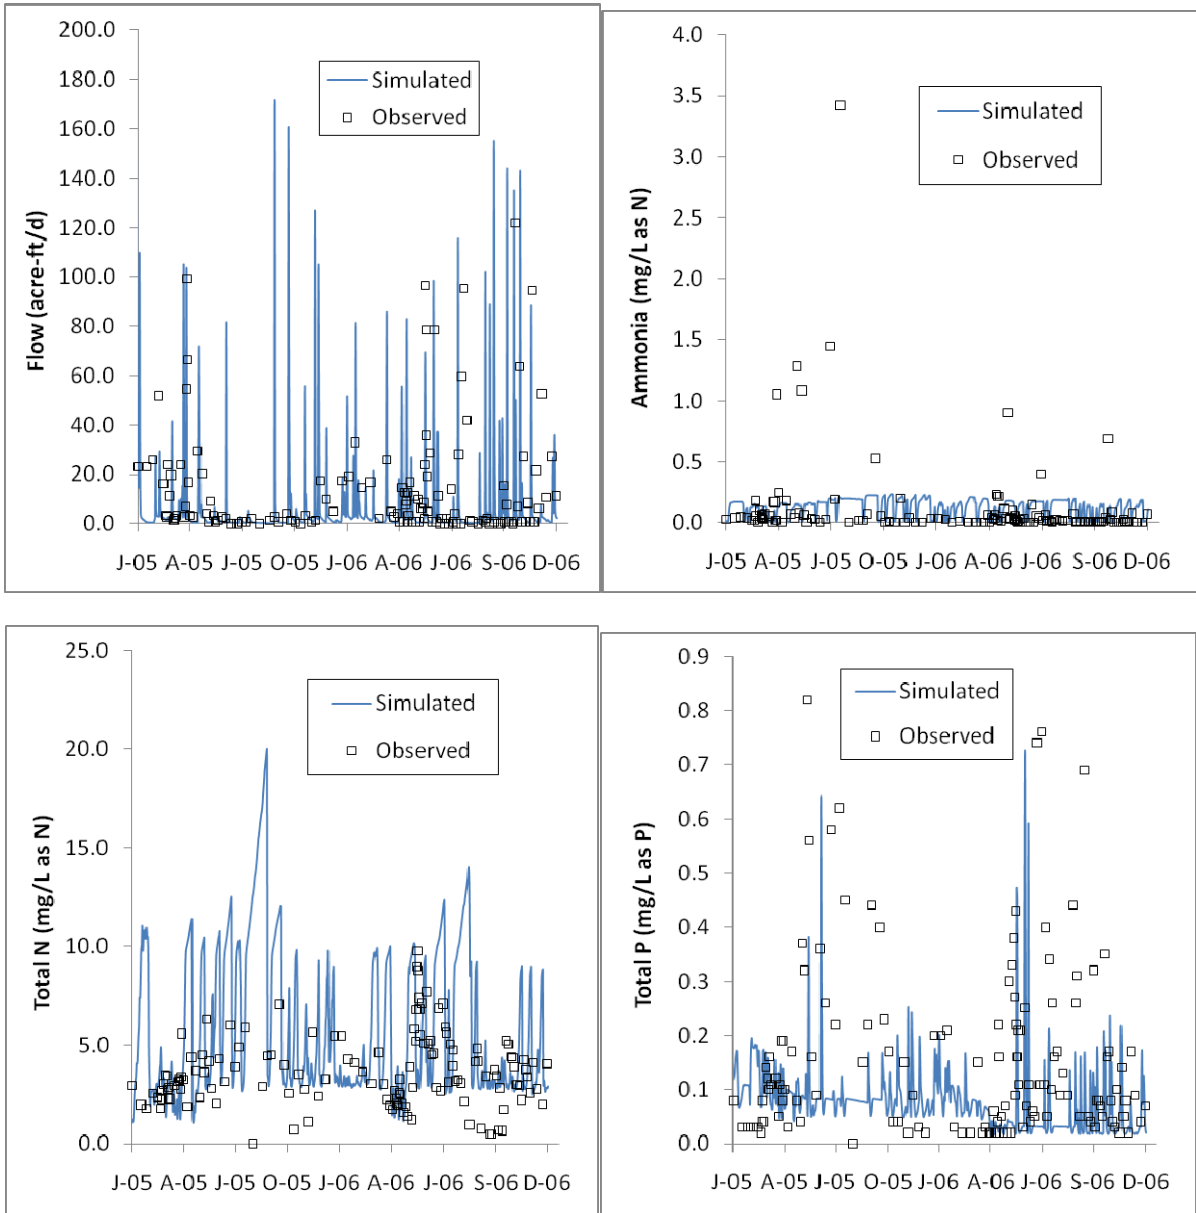 200.0
180.0
160.0
140.0
120.0
100.0
80.0
60.0
40.0
20.0
0.0
Flow (acre-ft/d)
Simulated
Observed
J-05 A-05 J-05 O-05 J-06 A-06 J-06 S-06 D-06
4.0
3.5
3.0
2.5
2.0
1.5
1.0
0.5
0.0
Ammonia (mg/L as N)
Simulated
Observed
J-05 A-05 J-05 O-05 J-06 A-06 J-06 S-06 D-06
25.0
20.0
15.0
10.0
5.0
0.0
Total N (mg/L as N)
Simulated
Observed
J-05 A-05 J-05 O-05 J-06 A-06 J-06 S-06 D-06
0.9
0.8
0.7
0.6
0.5
0.4
0.3
0.2
0.1
0.0
Total P (mg/L as P)
Simulated
Observed
J-05 A-05 J-05 O-05 J-06 A-06 J-06 S-06 D-06